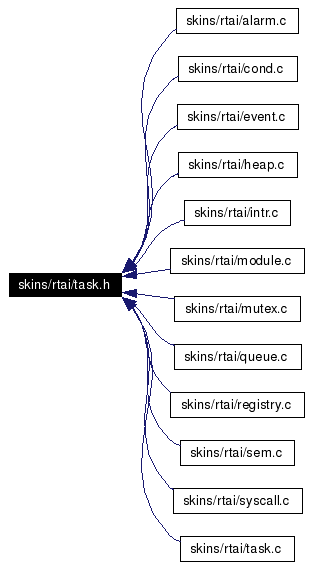 skins/rtai/alarm.c
skins/rtai/cond.c
skins/rtai/event.c
skins/rtai/heap.c
skins/rtai/intr.c
skins/rtai/module.c
skins/rtai/task.h
skins/rtai/mutex.c
skins/rtai/queue.c
skins/rtai/registry.c
skins/rtai/sem.c
skins/rtai/syscall.c
skins/rtai/task.c